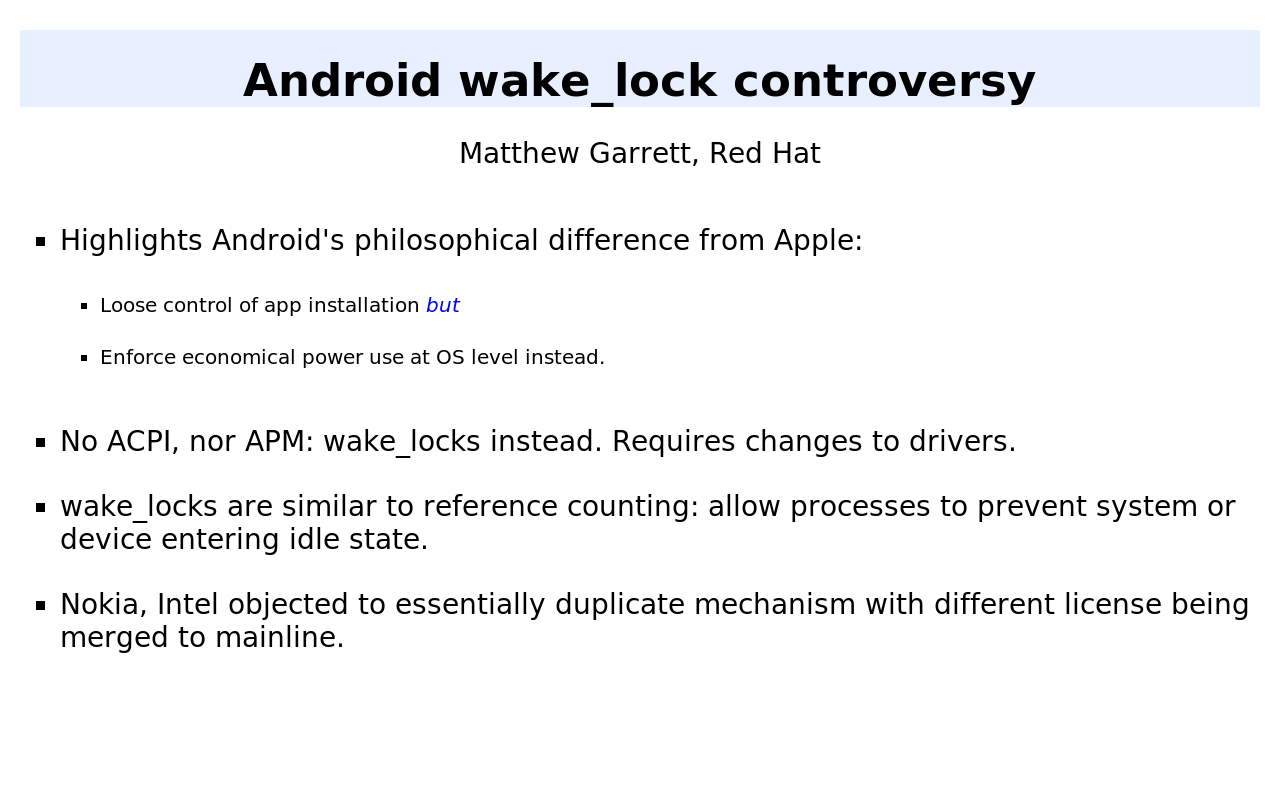 Android wake_lock controversy
Matthew Garrett, Red Hat
Highlights Android's philosophical difference from Apple:
Loose control of app installation but
Enforce economical power use at OS level instead.
No ACPI, nor APM: wake_locks instead. Requires changes to drivers.
wake_locks are similar to reference counting: allow processes to prevent system or
device entering idle state.
Nokia, Intel objected to essentially duplicate mechanism with different license being
merged to mainline.